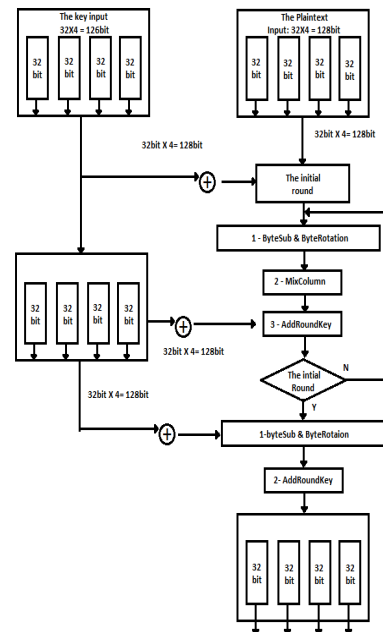 The key input
32X4 = 126bit
32 bit
32 bit
32 bit
32 bit
The Plaintext
Input: 32X4 = 128bit
32 bit
32 bit
32 bit
32 bit
32bit X 4= 128bit
32bit X 4= 128bit
The initial
round
1 - ByteSub & ByteRotation
2 - MixColumn
3 - AddRoundKey
32 bit
32 bit
32 bit
32 bit
32bit X 4= 128bit
The intial
Round
N
Y
32bit X 4= 128bit
1-byteSub & ByteRotaion
2- AddRoundKey
32 bit
32 bit
32 bit
32 bit